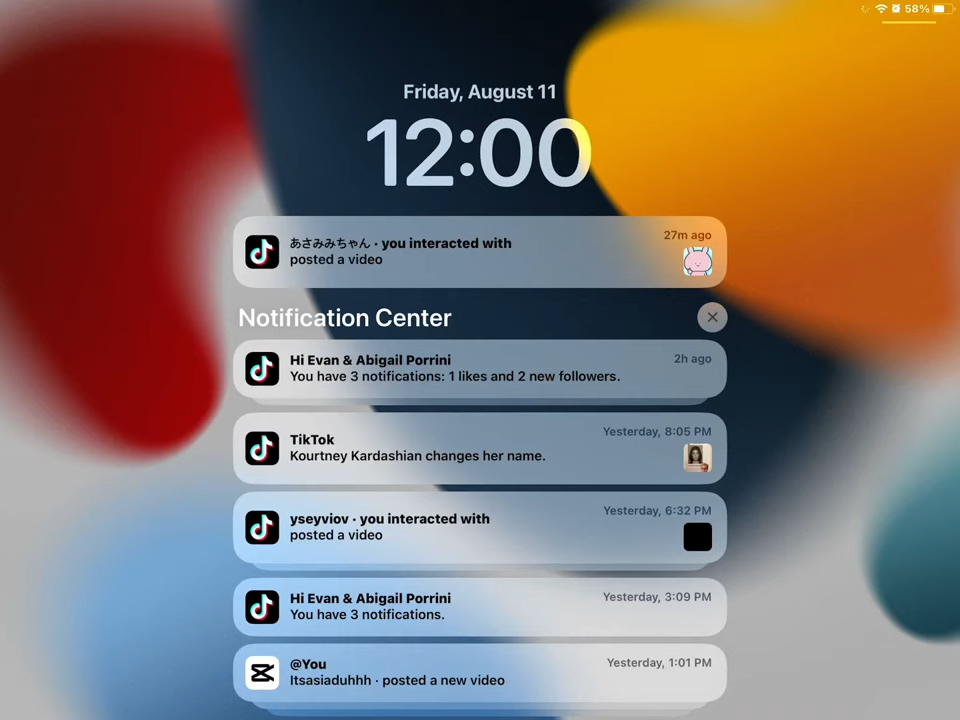 58%
Friday, August 11
12:00
あさみみちゃん · you interacted with
27m ago
posted a video
Notification Center
Hi Evan & Abigail Porrini
2h ago
You have 3 notifications: 1 likes and 2 new followers.
Yesterday, 8:05 PM
TikTok
Kourtney Kardashian changes her name.
Yesterday, 6:32 PM
yseyviov · you interacted with
posted a video
Hi Evan & Abigail Porrini
Yesterday, 3:09 PM
You have 3 notifications.
@You
Yesterday, 1:01 PM
Itsasiaduhhh · posted a new video